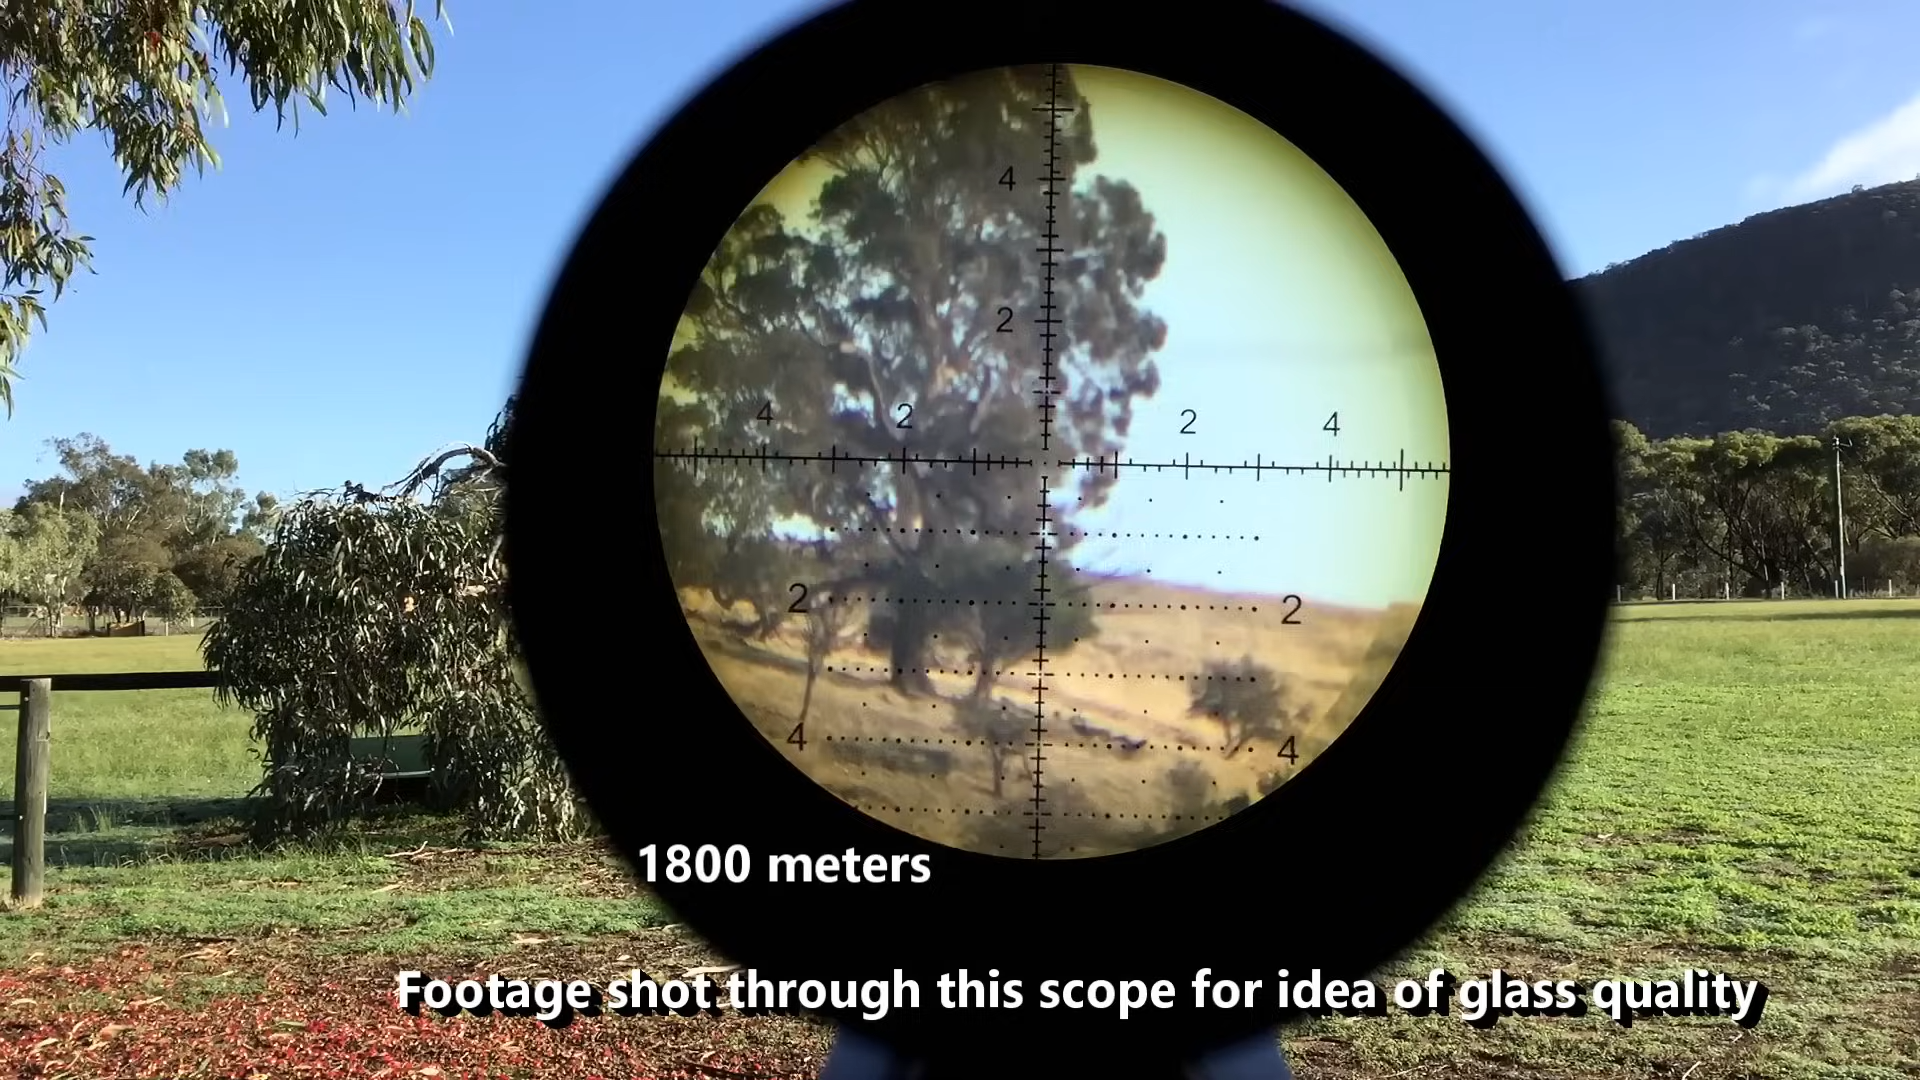 4
2
4 2 2 4
2 2
4 4
1800 meters
Footage shot through this scope for idea of glass quality